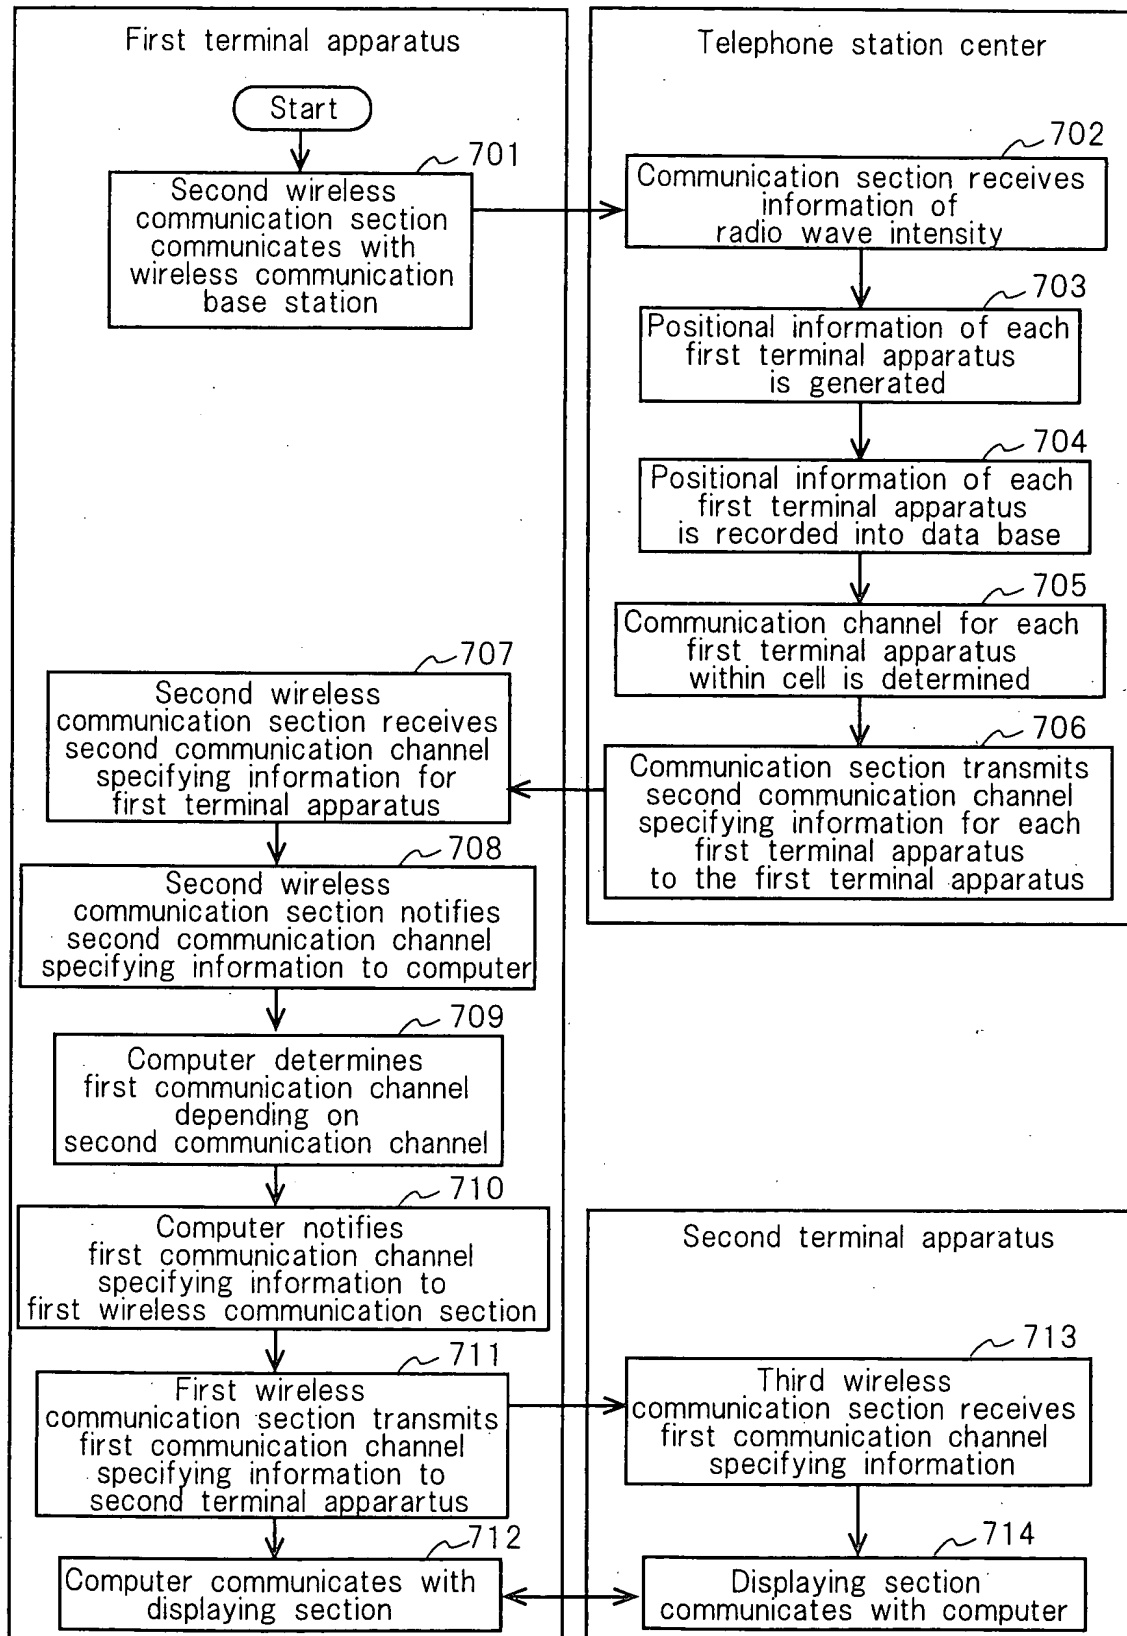 First terminal apparatus
Start
701
Second wireless
communication section
communicates with
wireless communication
base station
Telephone station center
702
Communication section receives
information of
radio wave intensity
703
Positional information of each
first terminal apparatus
is generated
704
Positional information of each
first terminal apparatus
is recorded into data base
705
Communication channel for each
first terminal apparatus
within cell is determined
706
Communication section transmits
second communication channel
specifying information for each
first terminal apparatus
to the first terminal apparatus
707
Second wireless
communication section receives
second communication channel
specifying information for
first terminal apparatus
708
Second wireless
communication section notifies
second communication channel
specifying information to computer
709
Computer determines
first communication channel
depending on
second communication channel
710
Computer notifies
first communication channel
specifying information to
first wireless communication section
711
First wireless
communication section transmits
first communication channel
specifying information to
second terminal apparartus
712
Computer communicates with
displaying section
Second terminal apparatus
713
Third wireless
communication section receives
first communication channel
specifying information
714
Displaying section
communicates with computer